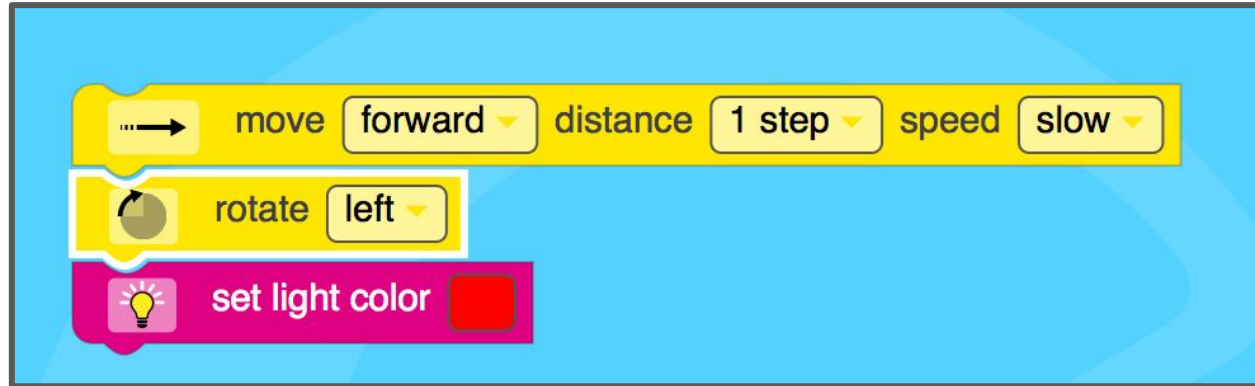 move forward distance 1 step speed slow
rotate left
set light color